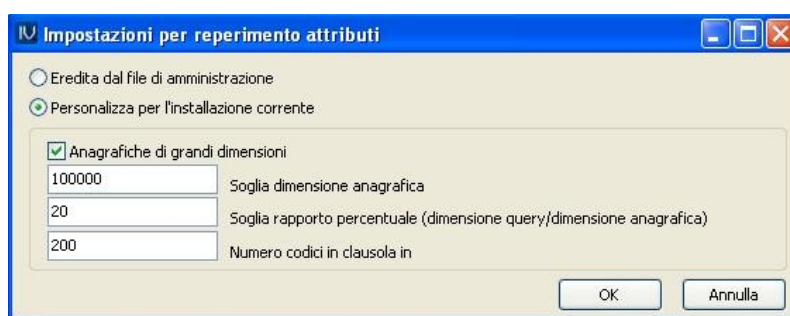 IU Impostazioni per reperimento attributi
Eredita dal file di amministrazione
Personalizza per l'installazione corrente
Anagrafiche di grandi dimensioni
100000 Soglia dimensione anagrafica
20 Soglia rapporto percentuale (dimensione query/dimensione anagrafica)
200 Numero codici in clausola in
OK Annulla